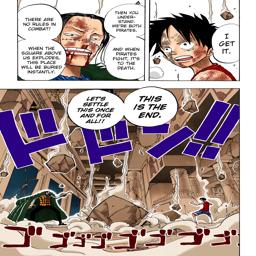 THERE ARE
NO RULES IN
COMBAT!
WHEN THE
SQUARE ABOVE
US EXPLODES,
THIS PLACE WILL
BE BURIED
INSTANTLY.
THEN YOU
UNDER-
STAND.
WE'RE BOTH
PIRATES.
AND WHEN
PIRATES
FIGHT, IT'S
TO THE
DEATH.
I
GET
IT.
THIS IS
THE END.
LET'S
SETTLE
THIS ONCE
AND FOR
ALL!!
ドドン!!
ゴゴゴゴゴゴゴゴゴ